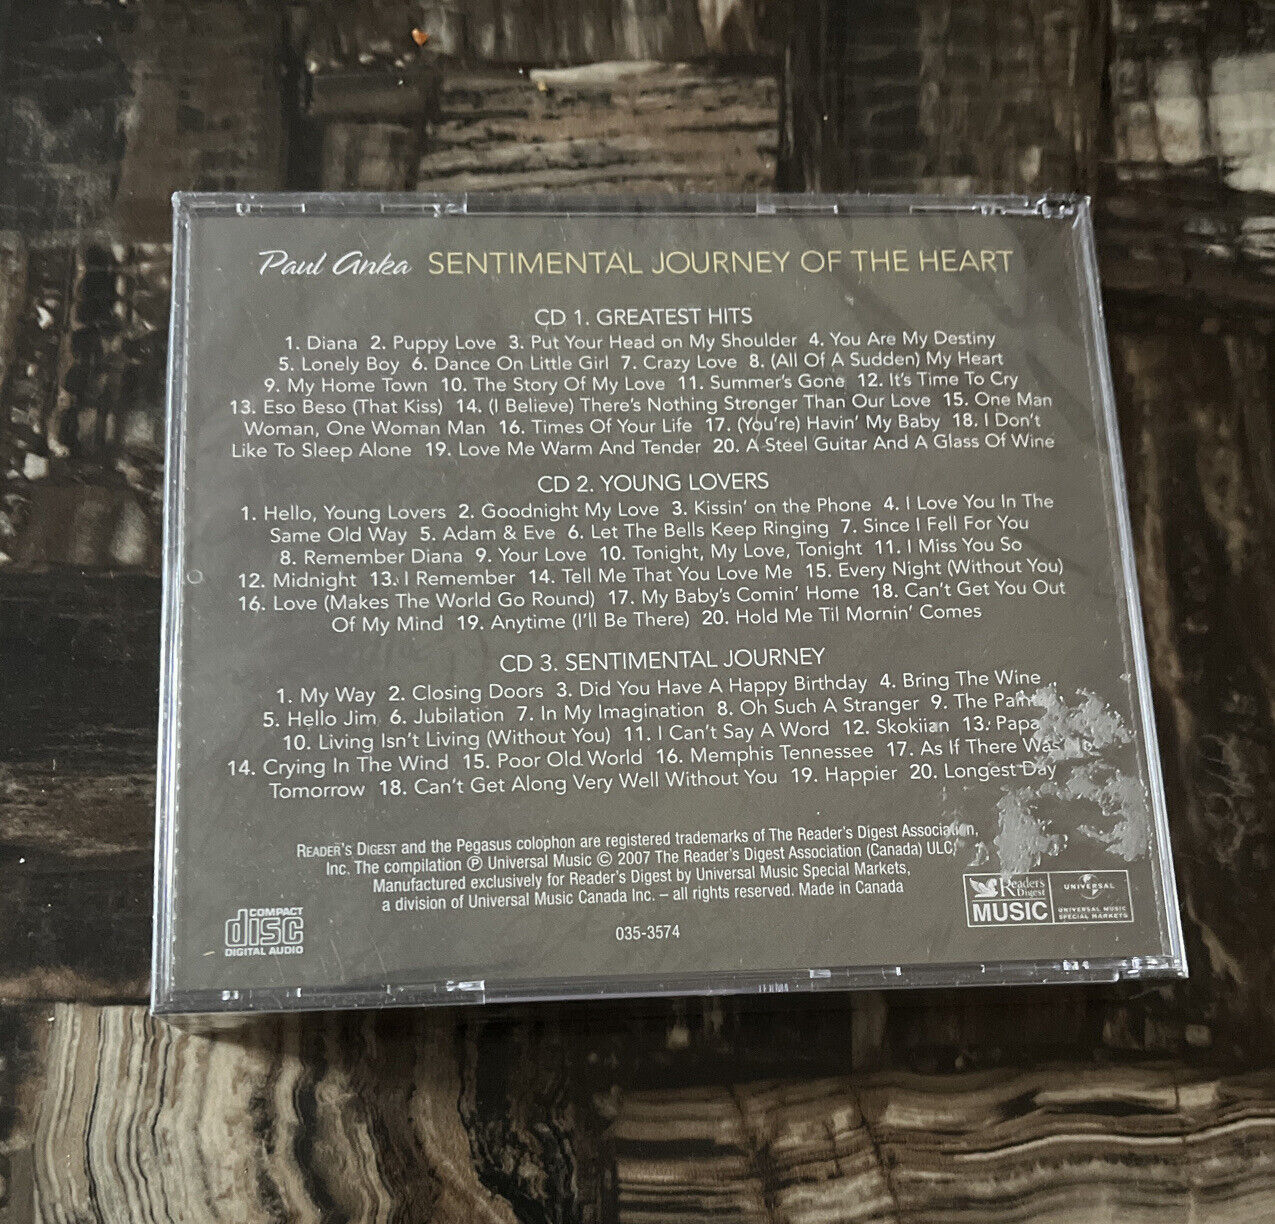 Paul Anka SENTIMENTAL JOURNEY OF THE HEART
CD 1. GREATEST HITS
1. Diana 2. Puppy Love 3. Put Your Head on My Shoulder 4. You Are My Destiny
5. Lonely Boy 6. Dance On Little Girl 7. Crazy Love 8. (All Of A Sudden) My Heart
9. My Home Town 10. The Story Of My Love 11. Summer's Gone 12. It's Time To Cry
13. Eso Beso (That Kiss) 14. (I Believe) There's Nothing Stronger Than Our Love 15. One Man
Woman, One Woman Man 16. Times Of Your Life 17. (You're) Havin' My Baby 18. I Don't
Like To Sleep Alone 19. Love Me Warm And Tender 20. A Steel Guitar And A Glass Of Wine
CD 2. YOUNG LOVERS
1. Hello, Young Lovers 2. Goodnight My Love 3. Kissin' on the Phone 4. I Love You In The
Same Old Way 5. Adam & Eve 6. Let The Bells Keep Ringing 7. Since I Fell For You
8. Remember Diana 9. Your Love 10. Tonight, My Love, Tonight 11. I Miss You So
12. Midnight 13. I Remember 14. Tell Me That You Love Me 15. Every Night (Without You)
16. Love (Makes The World Go Round) 17. My Baby's Comin' Home 18. Can't Get You Out
Of My Mind 19. Anytime (I'll Be There) 20. Hold Me Til Mornin' Comes
CD 3. SENTIMENTAL JOURNEY
1. My Way 2. Closing Doors 3. Did You Have A Happy Birthday 4. Bring The Wine
5. Hello Jim 6. Jubilation 7. In My Imagination 8. Oh Such A Stranger 9. The
10. Living Isn't Living (Without You) 11. I Can't Say A Word 12. Skokiian 13. Papa
14. Crying In The Wind 15. Poor Old World 16. Memphis Tennessee 17. As If There Was
Tomorrow 18. Can't Get Along Very Well Without You 19. Happier 20. Longest Day
READER'S DIGEST and the Pegasus colophon are registered trademarks of The Reader's Digest Association,
Inc. The compilation Ⓟ Universal Music © 2007 The Reader's Digest Association (Canada) ULC
Manufactured exclusively for Reader's Digest by Universal Music Special Markets,
a division of Universal Music Canada Inc. – all rights reserved. Made in Canada
035-3574
COMPACT
disc
DIGITAL AUDIO
Readers
Digest
MUSIC
UNIVERSAL
UNIVERSAL MUSIC
SPECIAL MARKETS